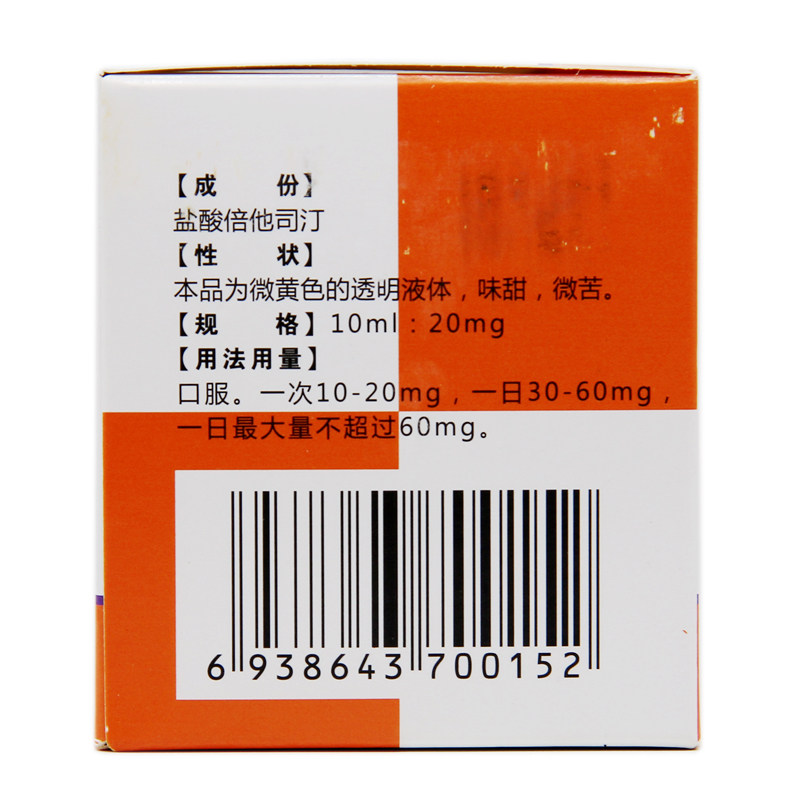 【成 份】
盐酸倍他司汀
【性 状】
本品为微黄色的透明液体，味甜，微苦。
【规 格】10ml：20mg
【用法用量】
口服。一次10-20mg，一日30-60mg，
一日最大量不超过60mg。
6 938643 700152